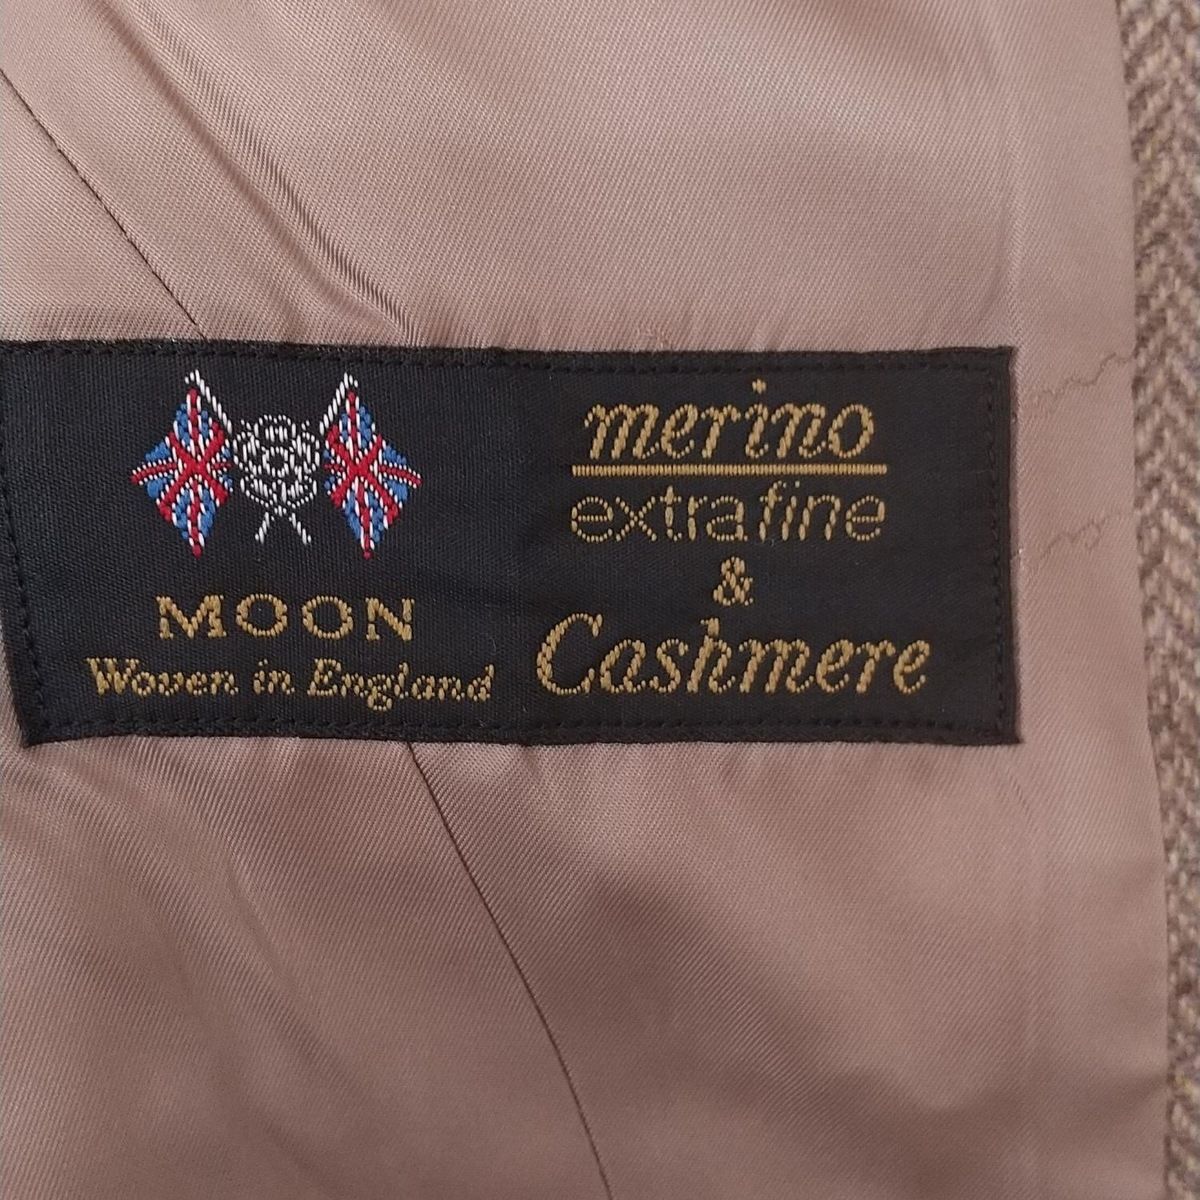 MOON
Woven in England
merino
extrafine
&
Cashmere